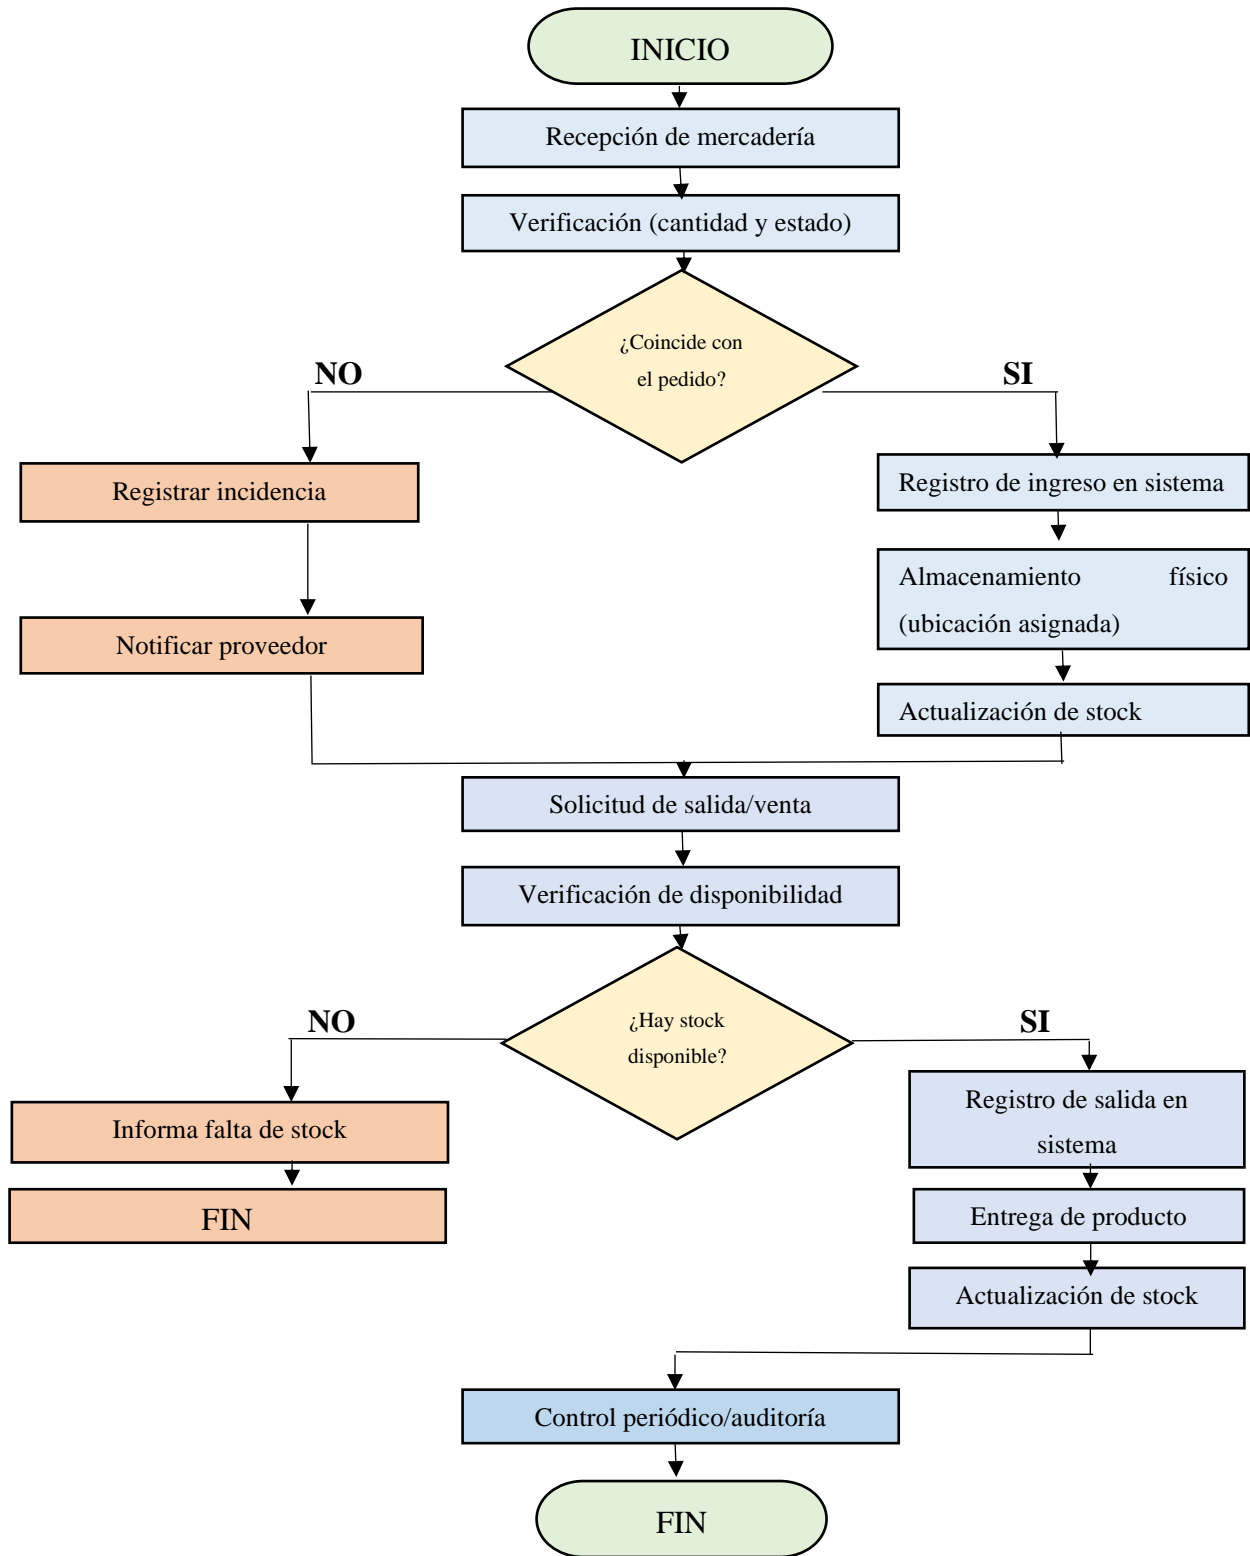 INICIO
Recepción de mercadería
Verificación (cantidad y estado)
¿Coincide con
el pedido?
NO
SI
Registrar incidencia
Registro de ingreso en sistema
Almacenamiento físico
(ubicación asignada)
Notificar proveedor
Actualización de stock
Solicitud de salida/venta
Verificación de disponibilidad
¿Hay stock
disponible?
NO
SI
Informa falta de stock
FIN
Registro de salida en
sistema
Entrega de producto
Actualización de stock
Control periódico/auditoría
FIN